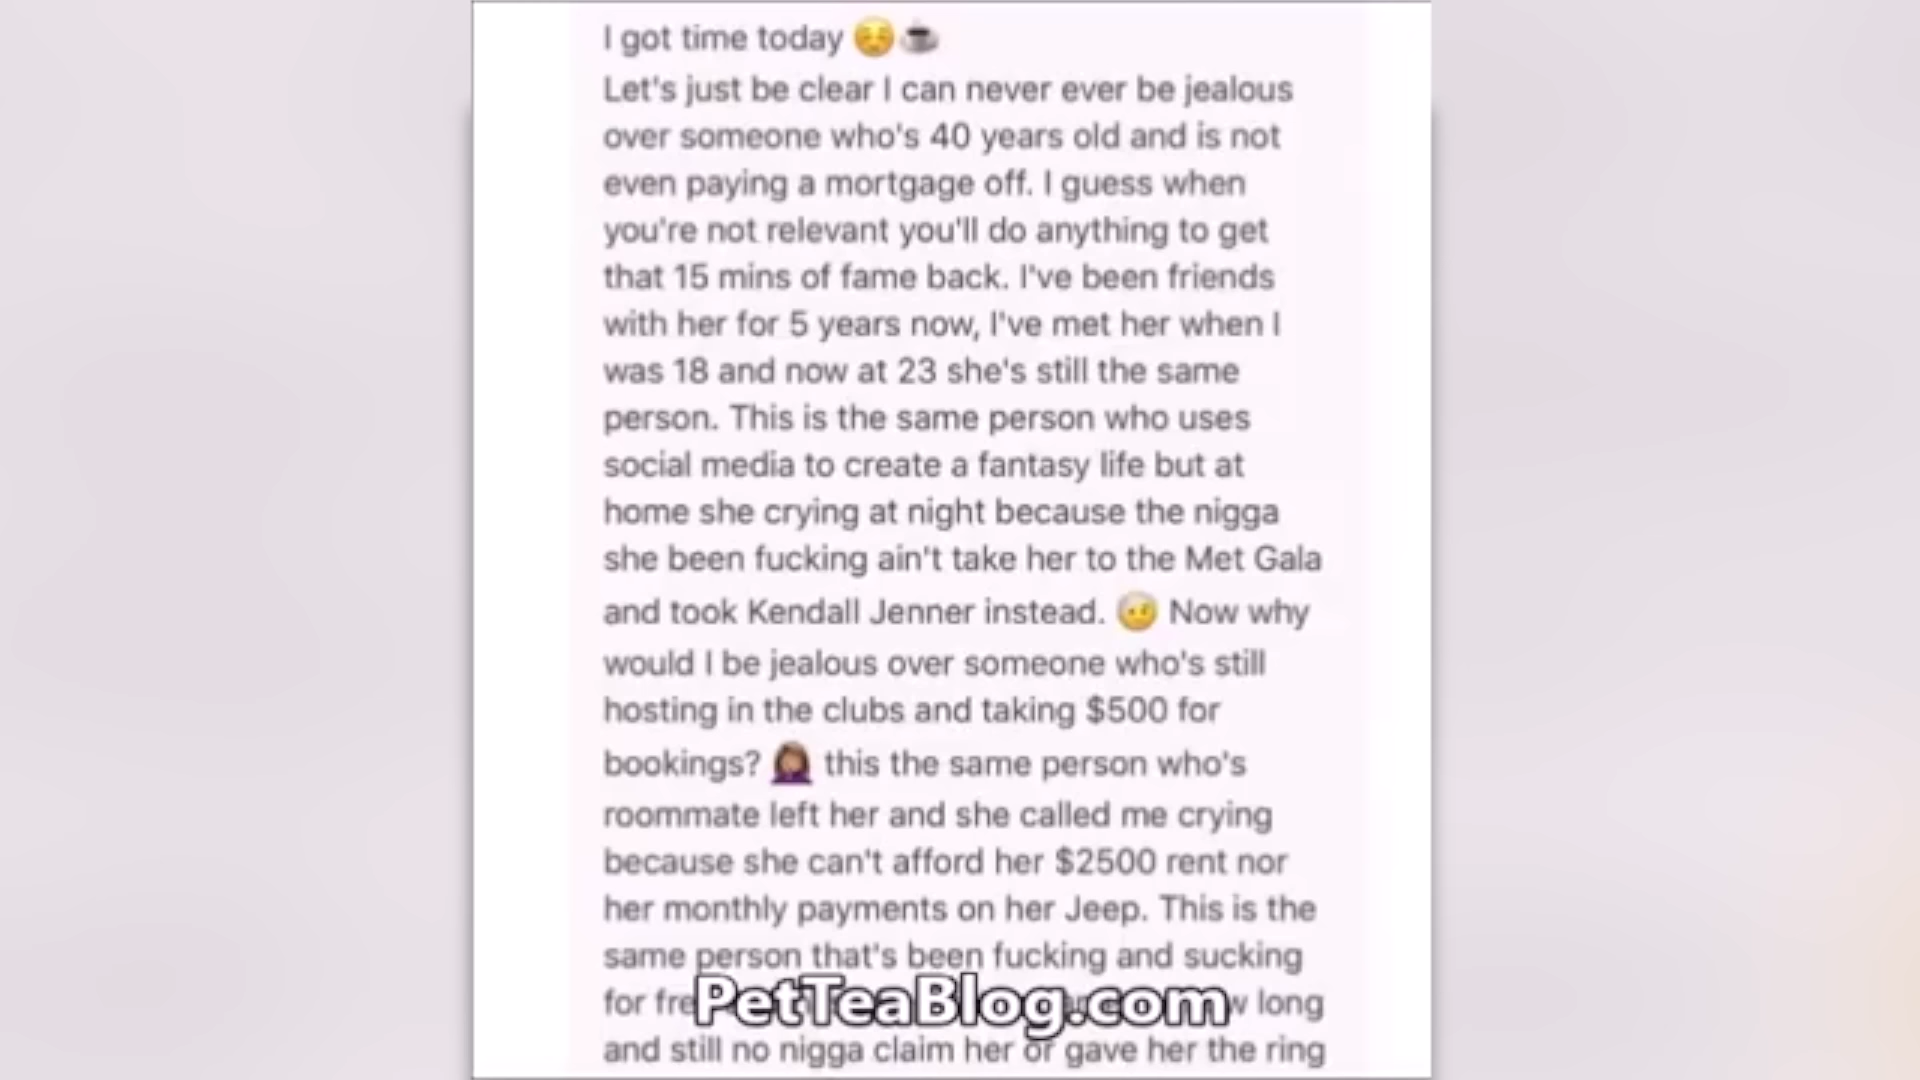 I got time today ☺️☕
Let's just be clear I can never ever be jealous
over someone who's 40 years old and is not
even paying a mortgage off. I guess when
you're not relevant you'll do anything to get
that 15 mins of fame back. I've been friends
with her for 5 years now, I've met her when I
was 18 and now at 23 she's still the same
person. This is the same person who uses
social media to create a fantasy life but at
home she crying at night because the nigga
she been fucking ain't take her to the Met Gala
and took Kendall Jenner instead. 🤕 Now why
would I be jealous over someone who's still
hosting in the clubs and taking $500 for
bookings? 🤦🏽‍♀️ this the same person who's
roommate left her and she called me crying
because she can't afford her $2500 rent nor
her monthly payments on her Jeep. This is the
same person that's been fucking and sucking
for long
PetTeaBlog.com
and still no nigga claim her or gave her the ring